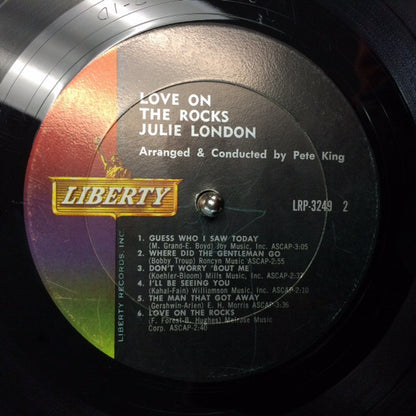 LOVE ON
THE ROCKS
JULIE LONDON
Arranged & Conducted by Pete King
LIBERTY
LRP-3249 2
1. GUESS WHO I SAW TODAY
(M. Grand-E. Boyd) Joy Music, Inc. ASCAP-3:05
2. WHERE DID THE GENTLEMAN GO
(Bobby Troup) Roncyn Music ASCAP-2:55
3. DON'T WORRY 'BOUT ME
(Koehler-Bloom) Mills Music, Inc. ASCAP-2:37
4. I'LL BE SEEING YOU
(Kahal-Fain) Williamson Music, Inc. ASCAP-2:10
5. THE MAN THAT GOT AWAY
(Gershwin-Arlen) E. H. Morris ASCAP-3:36
6. LOVE ON THE ROCKS
(F. Forest-B. Hughes) Melrose Music
Corp. ASCAP-2:40
LIBERTY RECORDS, INC.